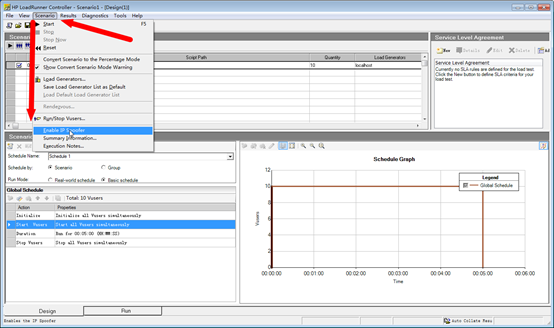 HP LoadRunner Controller - Scenario1 - [Design(1)]
File View Scenario Results Diagnostics Tools Help
Start F5
Stop
Stop Now
Reset
Convert Scenario to the Percentage Mode
Show Convert Scenario Mode Warning
Load Generators...
Save Load Generator List as Default
Load Default Load Generator List
Rendezvous...
Run/Stop Vusers...
Enable IP Spoofer
Summary Information...
Execution Notes...
Script Path Quantity Load Generators
10 localhost
Service Level Agreement
New Details Edit Delete
Service Level Agreement
Currently no SLA rules are defined for the load test.
Click the New button to define SLA criteria for your
load test.
Schedule Name: Schedule 1
Schedule by: Scenario Group
Run Mode: Real-world schedule Basic schedule
Global Schedule
Total: 10 Vusers
Action Properties
Initialize Initialize all Vusers simultaneously
Start Vusers Start all Vusers simultaneously
Duration Run for 00:05:00 (HH:MM:SS)
Stop Vusers Stop all Vusers simultaneously
Schedule Graph
Legend
Global Schedule
Vusers
12
10
8
6
4
2
0
00:00:00 00:01:00 00:02:00 00:03:00 00:04:00 00:05:00 00:06:00
Time
Design Run
Enables the IP Spoofer
Auto Collate Resu